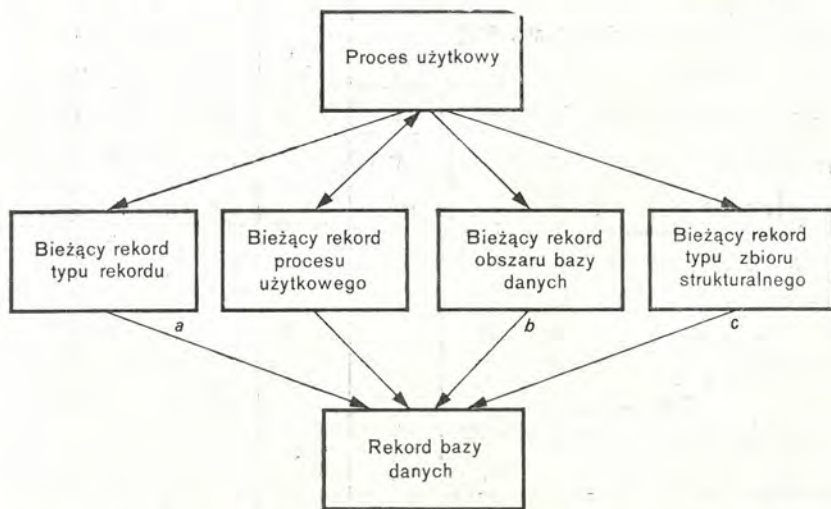 Proces użytkowy
Bieżący rekord
typu rekordu
Bieżący rekord
procesu
użytkowego
Bieżący rekord
obszaru bazy
danych
Bieżący rekord
typu zbioru
strukturalnego
a
b
c
Rekord bazy
danych